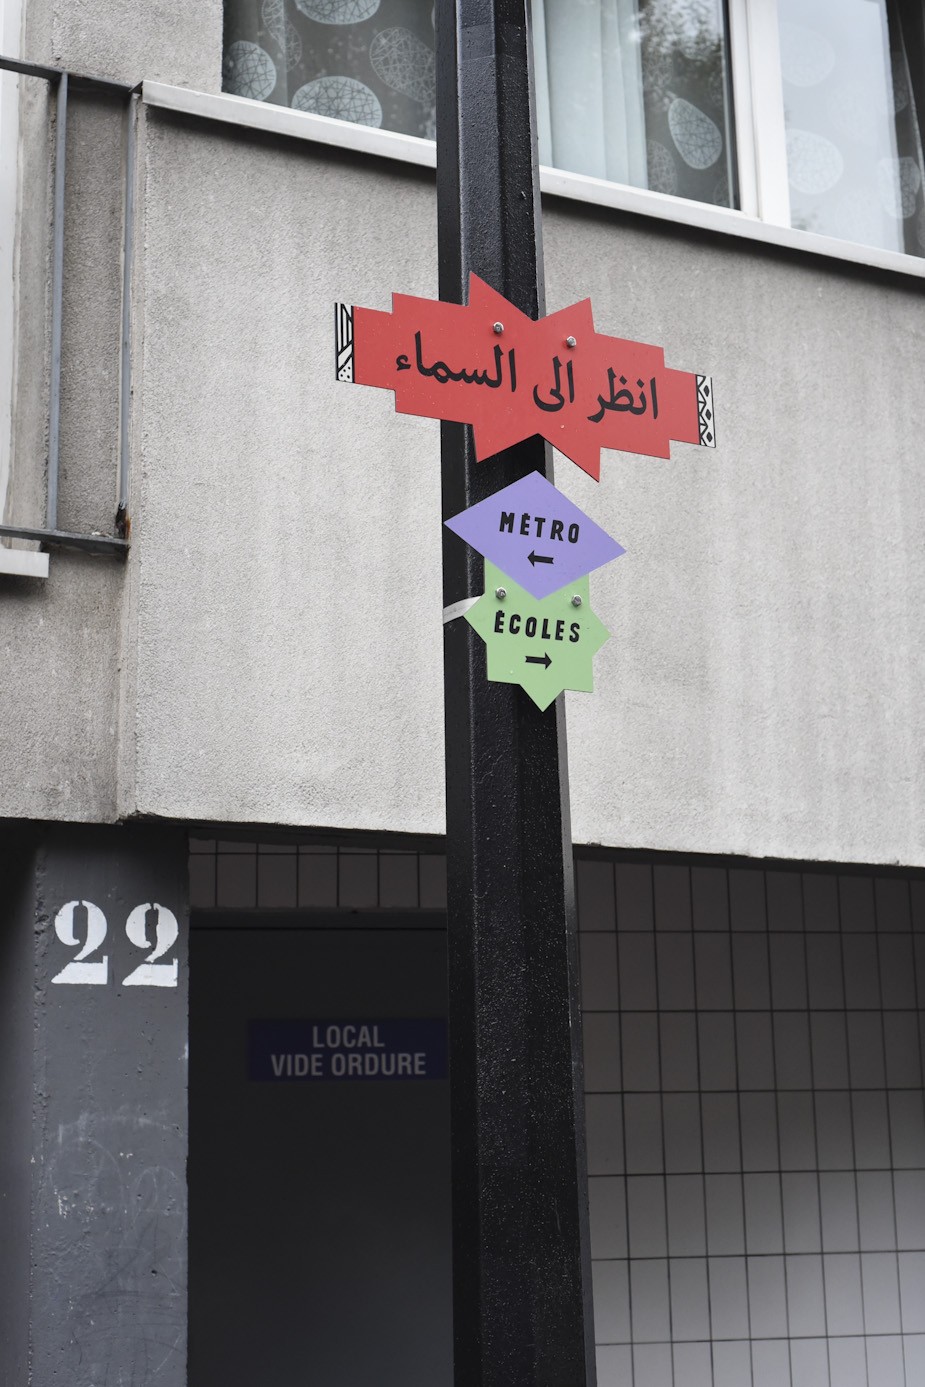 انظر الى السماء
MÉTRO
←
ÉCOLES
→
22
LOCAL
VIDE ORDURE